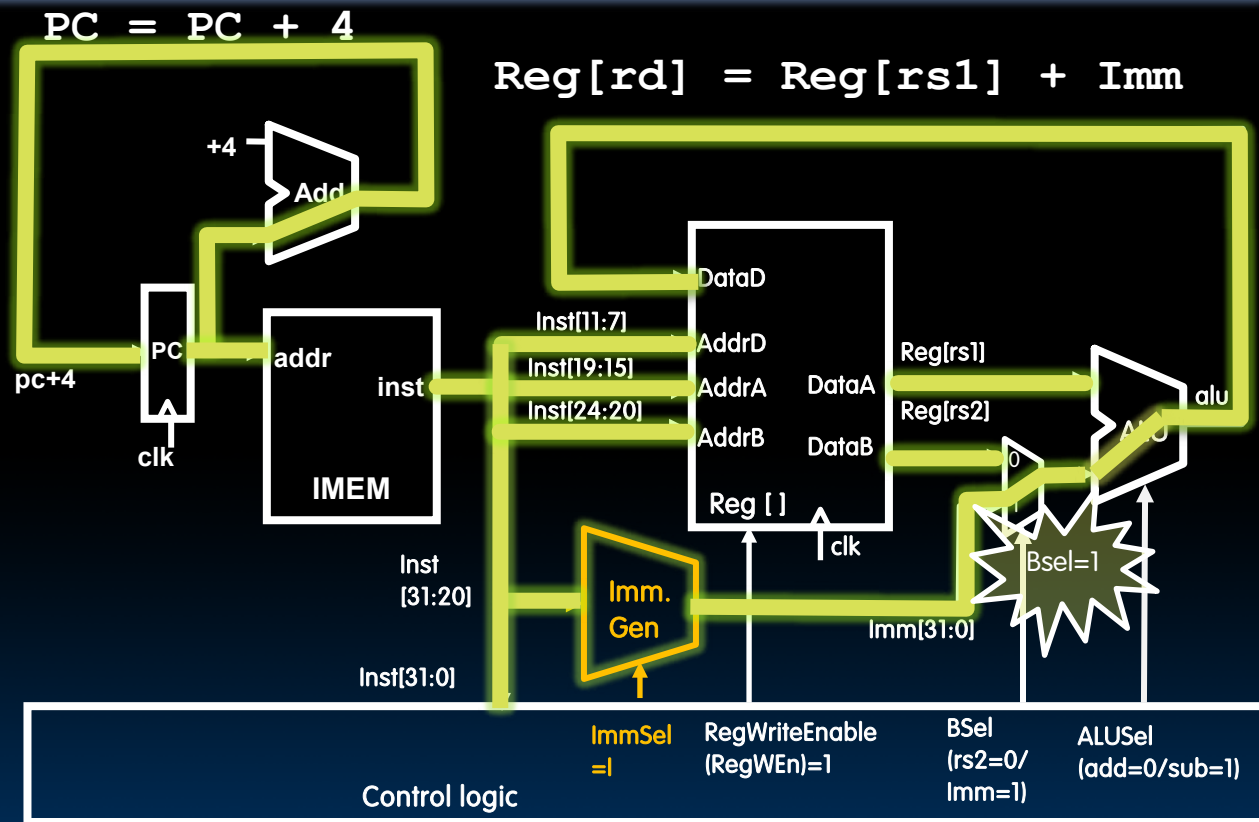 PC = PC + 4
Reg[rd] = Reg[rs1] + Imm
+4
Add
DataD
Inst[11:7]
AddrD
Reg[rs1]
PC
addr
Inst[19:15]
pc+4
inst
AddrA
DataA
alu
Inst[24:20]
Reg[rs2]
AddrB
DataB
ALU
0
clk
IMEM
Reg [ ]
1
clk
Inst
[31:20]
Imm.
Gen
Bsel=1
Imm[31:0]
Inst[31:0]
ImmSel
=I
RegWriteEnable
(RegWEn)=1
BSel
(rs2=0/
Imm=1)
ALUSel
(add=0/sub=1)
Control logic